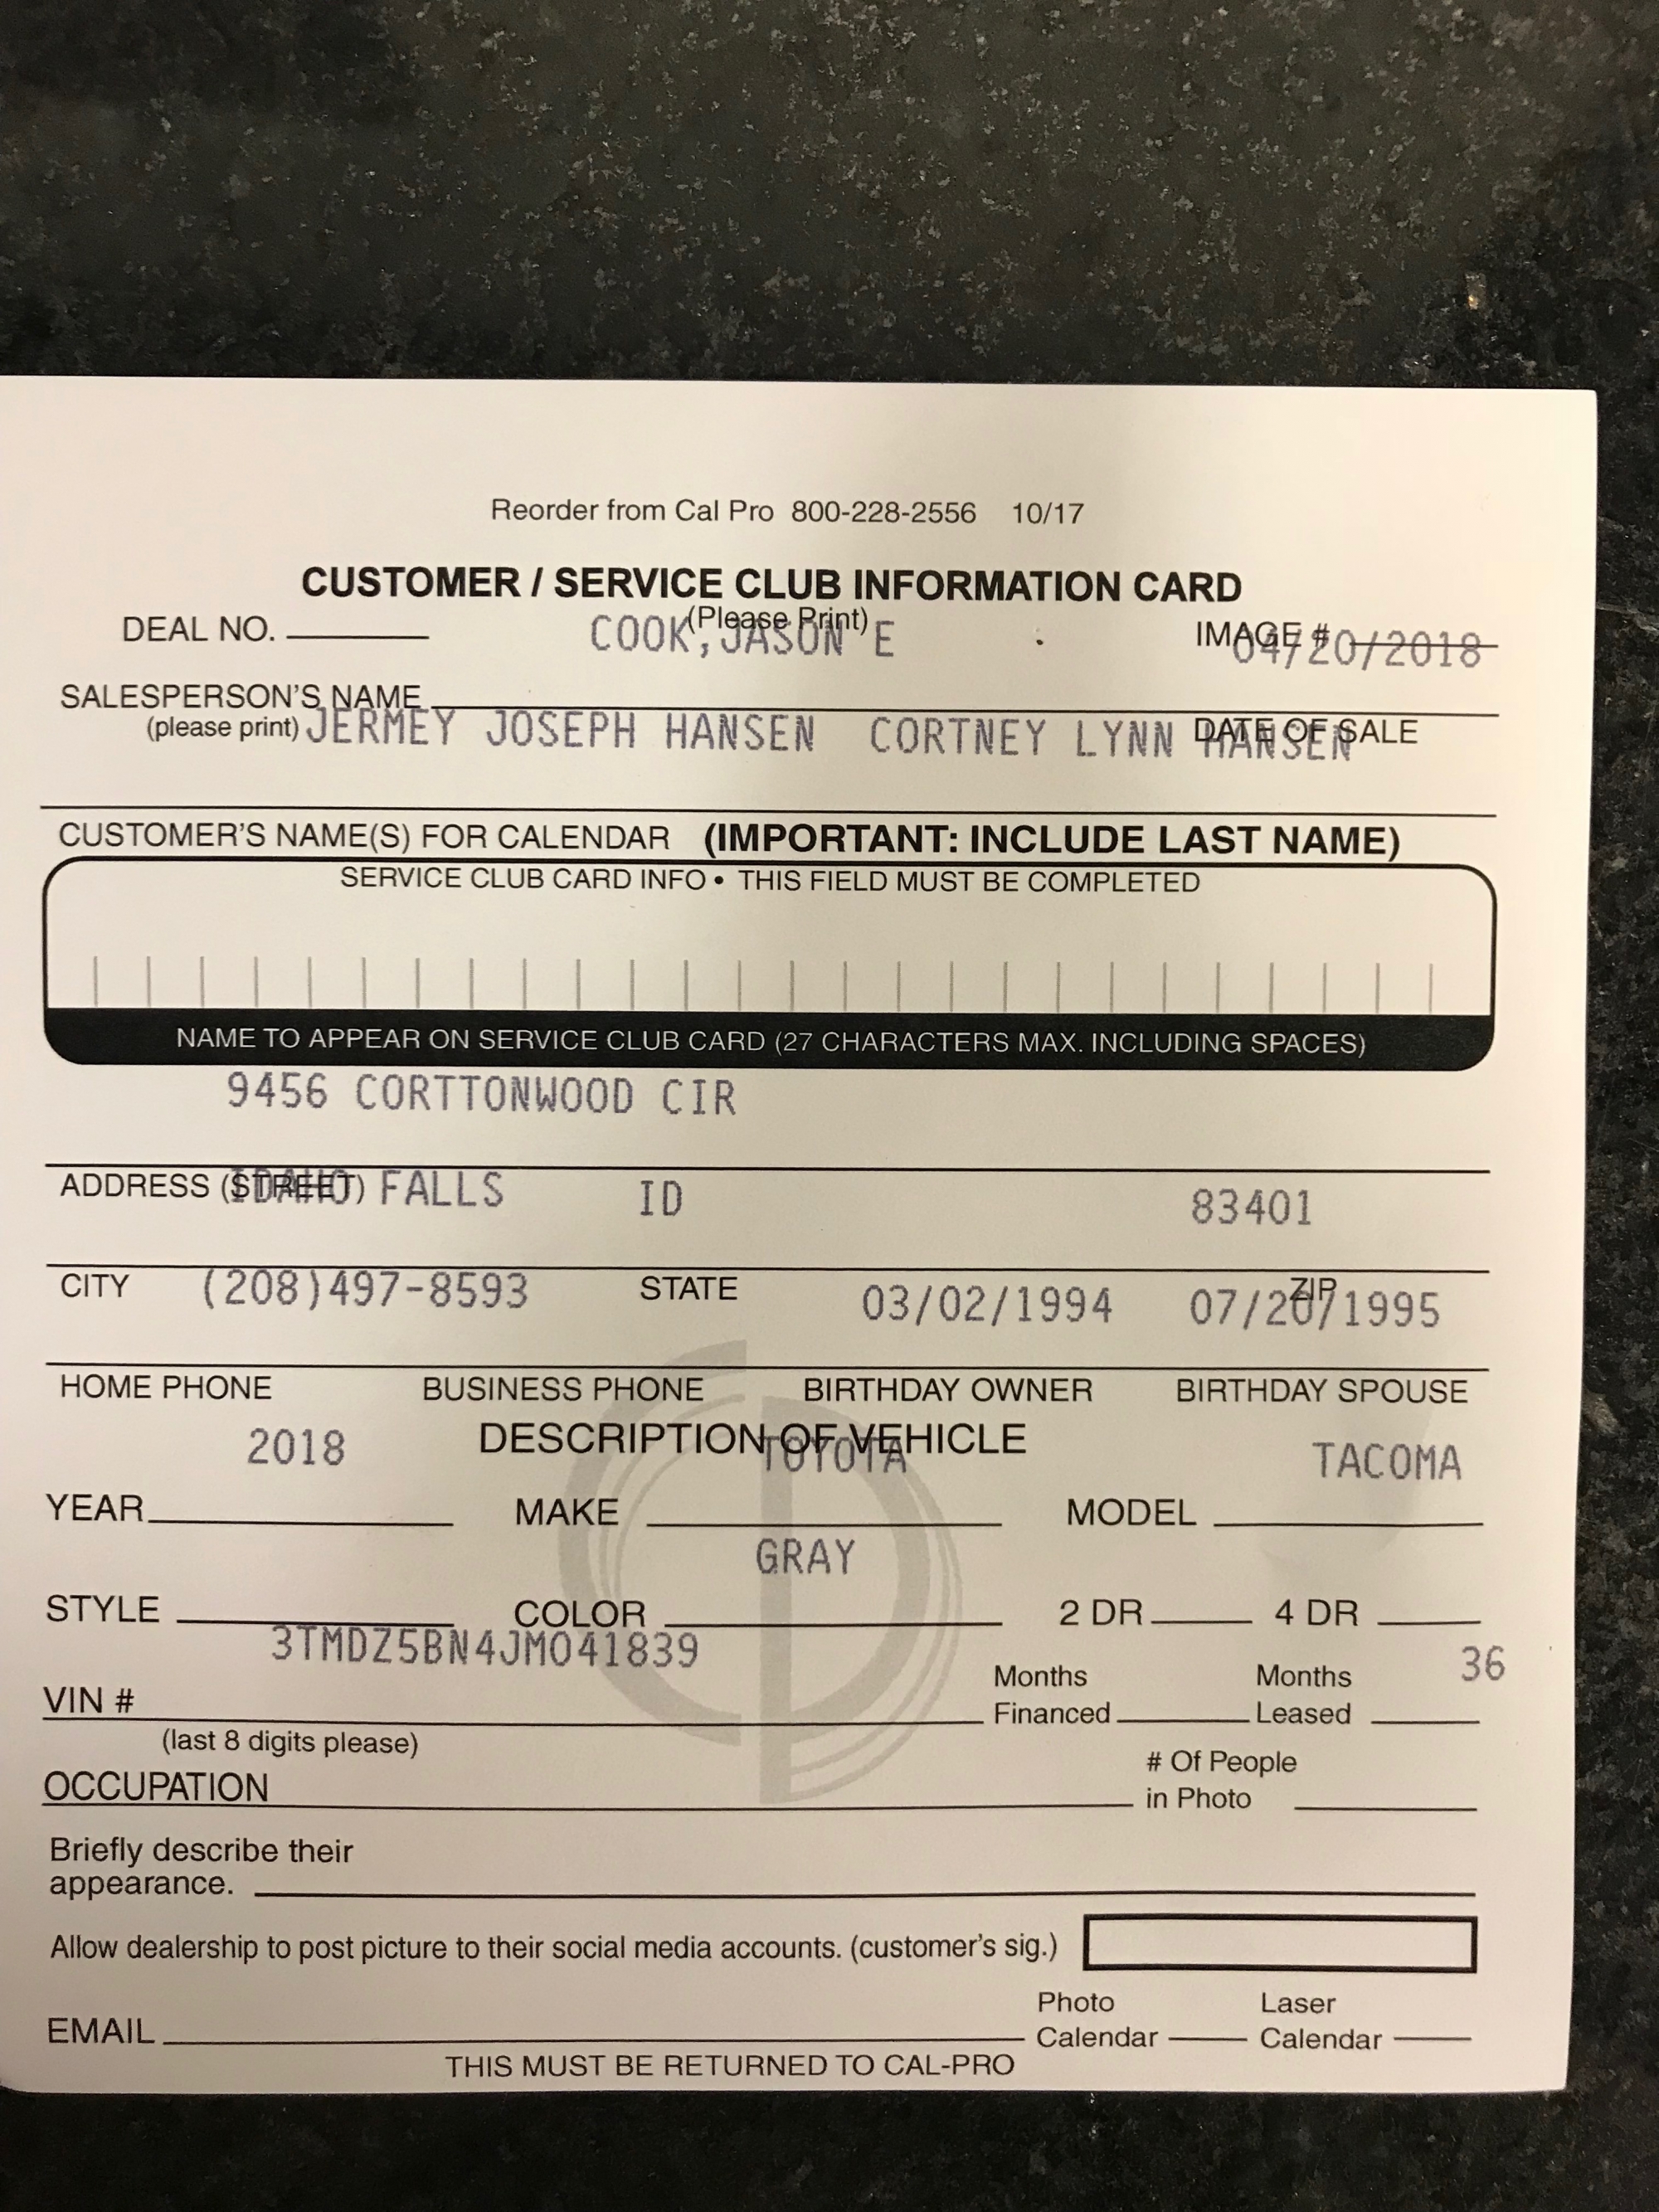 Reorder from Cal Pro 800-228-2556 10/17
CUSTOMER / SERVICE CLUB INFORMATION CARD
(Please Print)
DEAL NO. COOK,JASON E IMAGE # 04/20/2018
SALESPERSON'S NAME
(please print) JERMEY JOSEPH HANSEN CORTNEY LYNN HANSEN DATE OF SALE
CUSTOMER'S NAME(S) FOR CALENDAR (IMPORTANT: INCLUDE LAST NAME)
SERVICE CLUB CARD INFO • THIS FIELD MUST BE COMPLETED
NAME TO APPEAR ON SERVICE CLUB CARD (27 CHARACTERS MAX. INCLUDING SPACES)
9456 CORTTONWOOD CIR
ADDRESS (STREET) IDAHO FALLS ID 83401
CITY (208)497-8593 STATE 03/02/1994 ZIP 07/20/1995
HOME PHONE BUSINESS PHONE BIRTHDAY OWNER BIRTHDAY SPOUSE
DESCRIPTION OF VEHICLE
2018 TOYOTA TACOMA
YEAR MAKE MODEL
GRAY
STYLE COLOR 2 DR 4 DR
3TMDZ5BN4JM041839 36
VIN # Months Financed Months Leased
(last 8 digits please)
OCCUPATION # Of People in Photo
Briefly describe their
appearance.
Allow dealership to post picture to their social media accounts. (customer's sig.)
EMAIL Photo Calendar Laser Calendar
THIS MUST BE RETURNED TO CAL-PRO